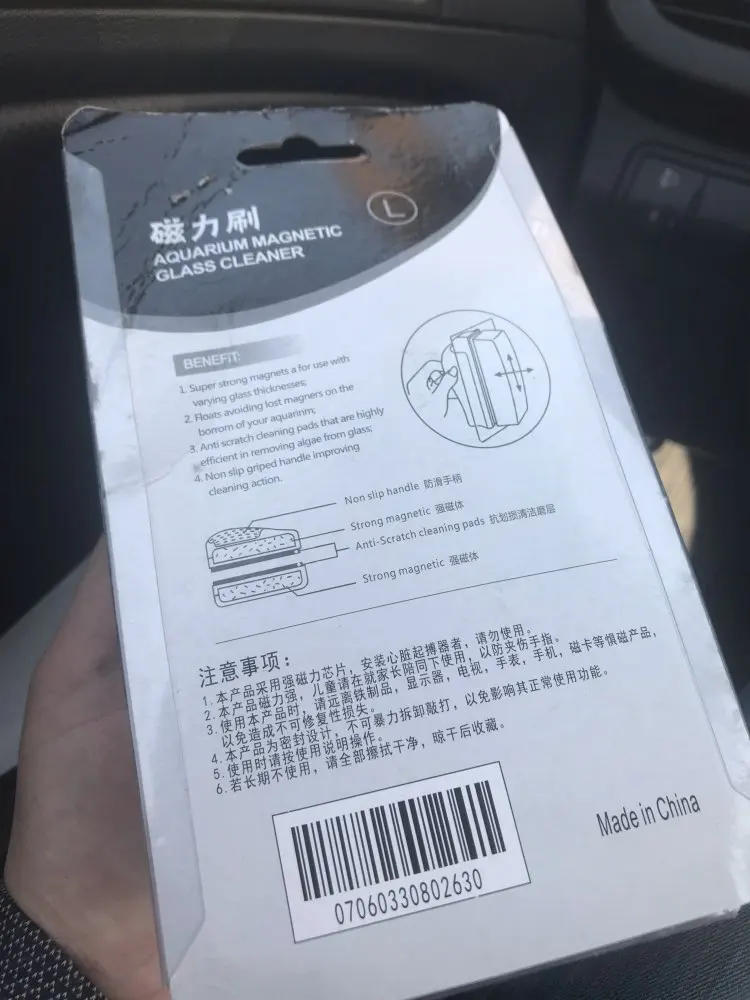 磁力刷
L
AQUARIUM MAGNETIC
GLASS CLEANER
BENEFIT:
1. Super strong magnets a for use with
varying glass thicknesses;
2. Floats avoiding lost magners on the
borrom of your aquarinm;
3. Anti scratch cleaning pads that are highly
efficient in removing algae from glass;
4. Non slip griped handle improving
cleaning action.
Non slip handle 防滑手柄
Strong magnetic 强磁体
Anti-Scratch cleaning pads 抗划损清洁磨层
Strong magnetic 强磁体
注意事项：
1. 本产品采用强磁力芯片，安装心脏起搏器者，请勿使用。
2. 本产品磁力强，儿童请在就家长陪同下使用，以防夹伤手指。
3. 使用本产品时，请远离铁制品，显示器，电视，手表，手机，磁卡等惧磁产品，
以免造成不可修复性损失。
4. 本产品为密封设计，不可暴力拆卸敲打，以免影响其正常使用功能。
5. 使用时请按使用说明操作。
6. 若长期不使用，请全部擦拭干净，晾干后收藏。
07060330802630
Made in China